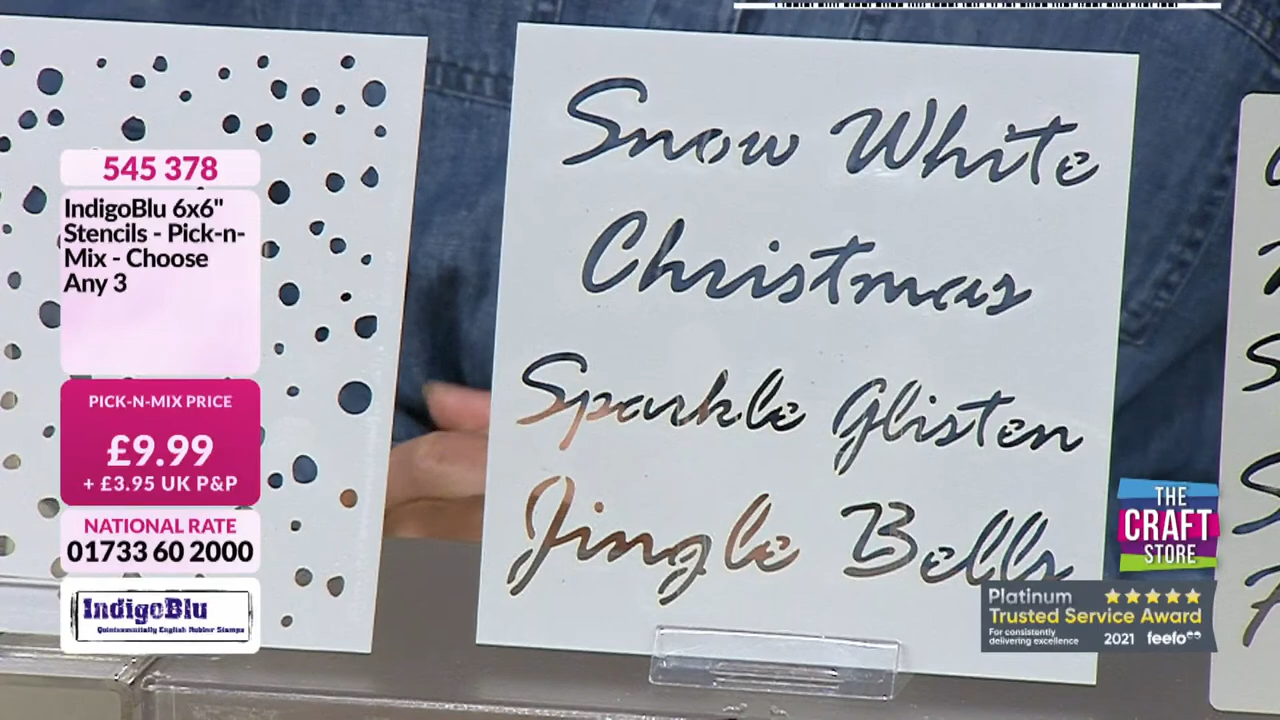 545 378
IndigoBlu 6x6"
Stencils - Pick-n-
Mix - Choose
Any 3
PICK-N-MIX PRICE
£9.99
+ £3.95 UK P&P
NATIONAL RATE
01733 60 2000
IndigoBlu
Quintessentially English Rubber Stamps
Snow White
Christmas
Sparkle Glisten
Jingle Bells
THE
CRAFT
STORE
Platinum
Trusted Service Award
For consistently
delivering excellence
2021 feefo